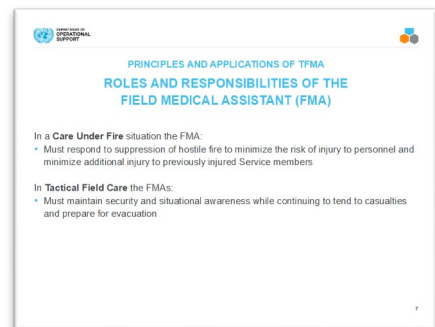 DEPARTMENT OF
OPERATIONAL
SUPPORT
PRINCIPLES AND APPLICATIONS OF TFMA
ROLES AND RESPONSIBILITIES OF THE
FIELD MEDICAL ASSISTANT (FMA)
In a Care Under Fire situation the FMA:
• Must respond to suppression of hostile fire to minimize the risk of injury to personnel and
minimize additional injury to previously injured Service members
In Tactical Field Care the FMAs:
• Must maintain security and situational awareness while continuing to tend to casualties
and prepare for evacuation
7